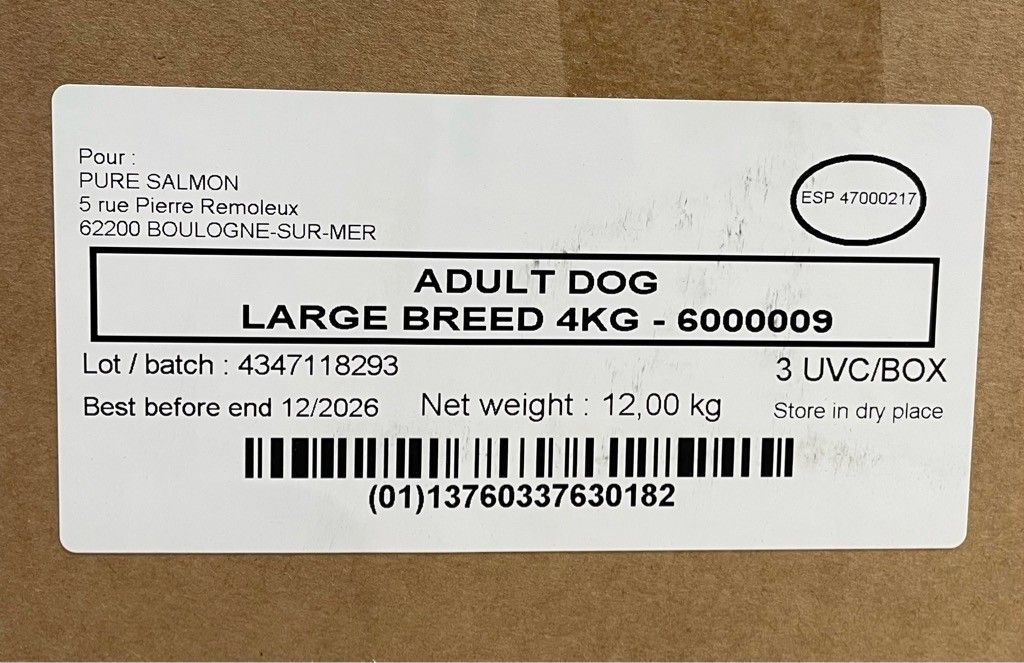 Pour :
PURE SALMON
5 rue Pierre Remoleux
62200 BOULOGNE-SUR-MER
ESP 47000217
ADULT DOG
LARGE BREED 4KG - 6000009
Lot / batch : 4347118293
3 UVC/BOX
Best before end 12/2026
Net weight : 12,00 kg
Store in dry place
(01)13760337630182